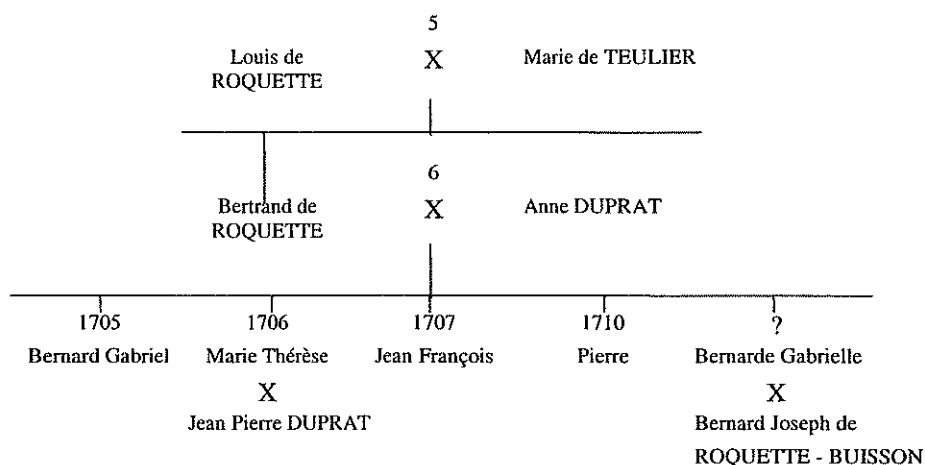 5
Louis de X Marie de TEULIER
ROQUETTE
6
Bertrand de X Anne DUPRAT
ROQUETTE
1705 1706 1707 1710 ?
Bernard Gabriel Marie Thérèse Jean François Pierre Bernarde Gabrielle
X X
Jean Pierre DUPRAT Bernard Joseph de
ROQUETTE - BUISSON